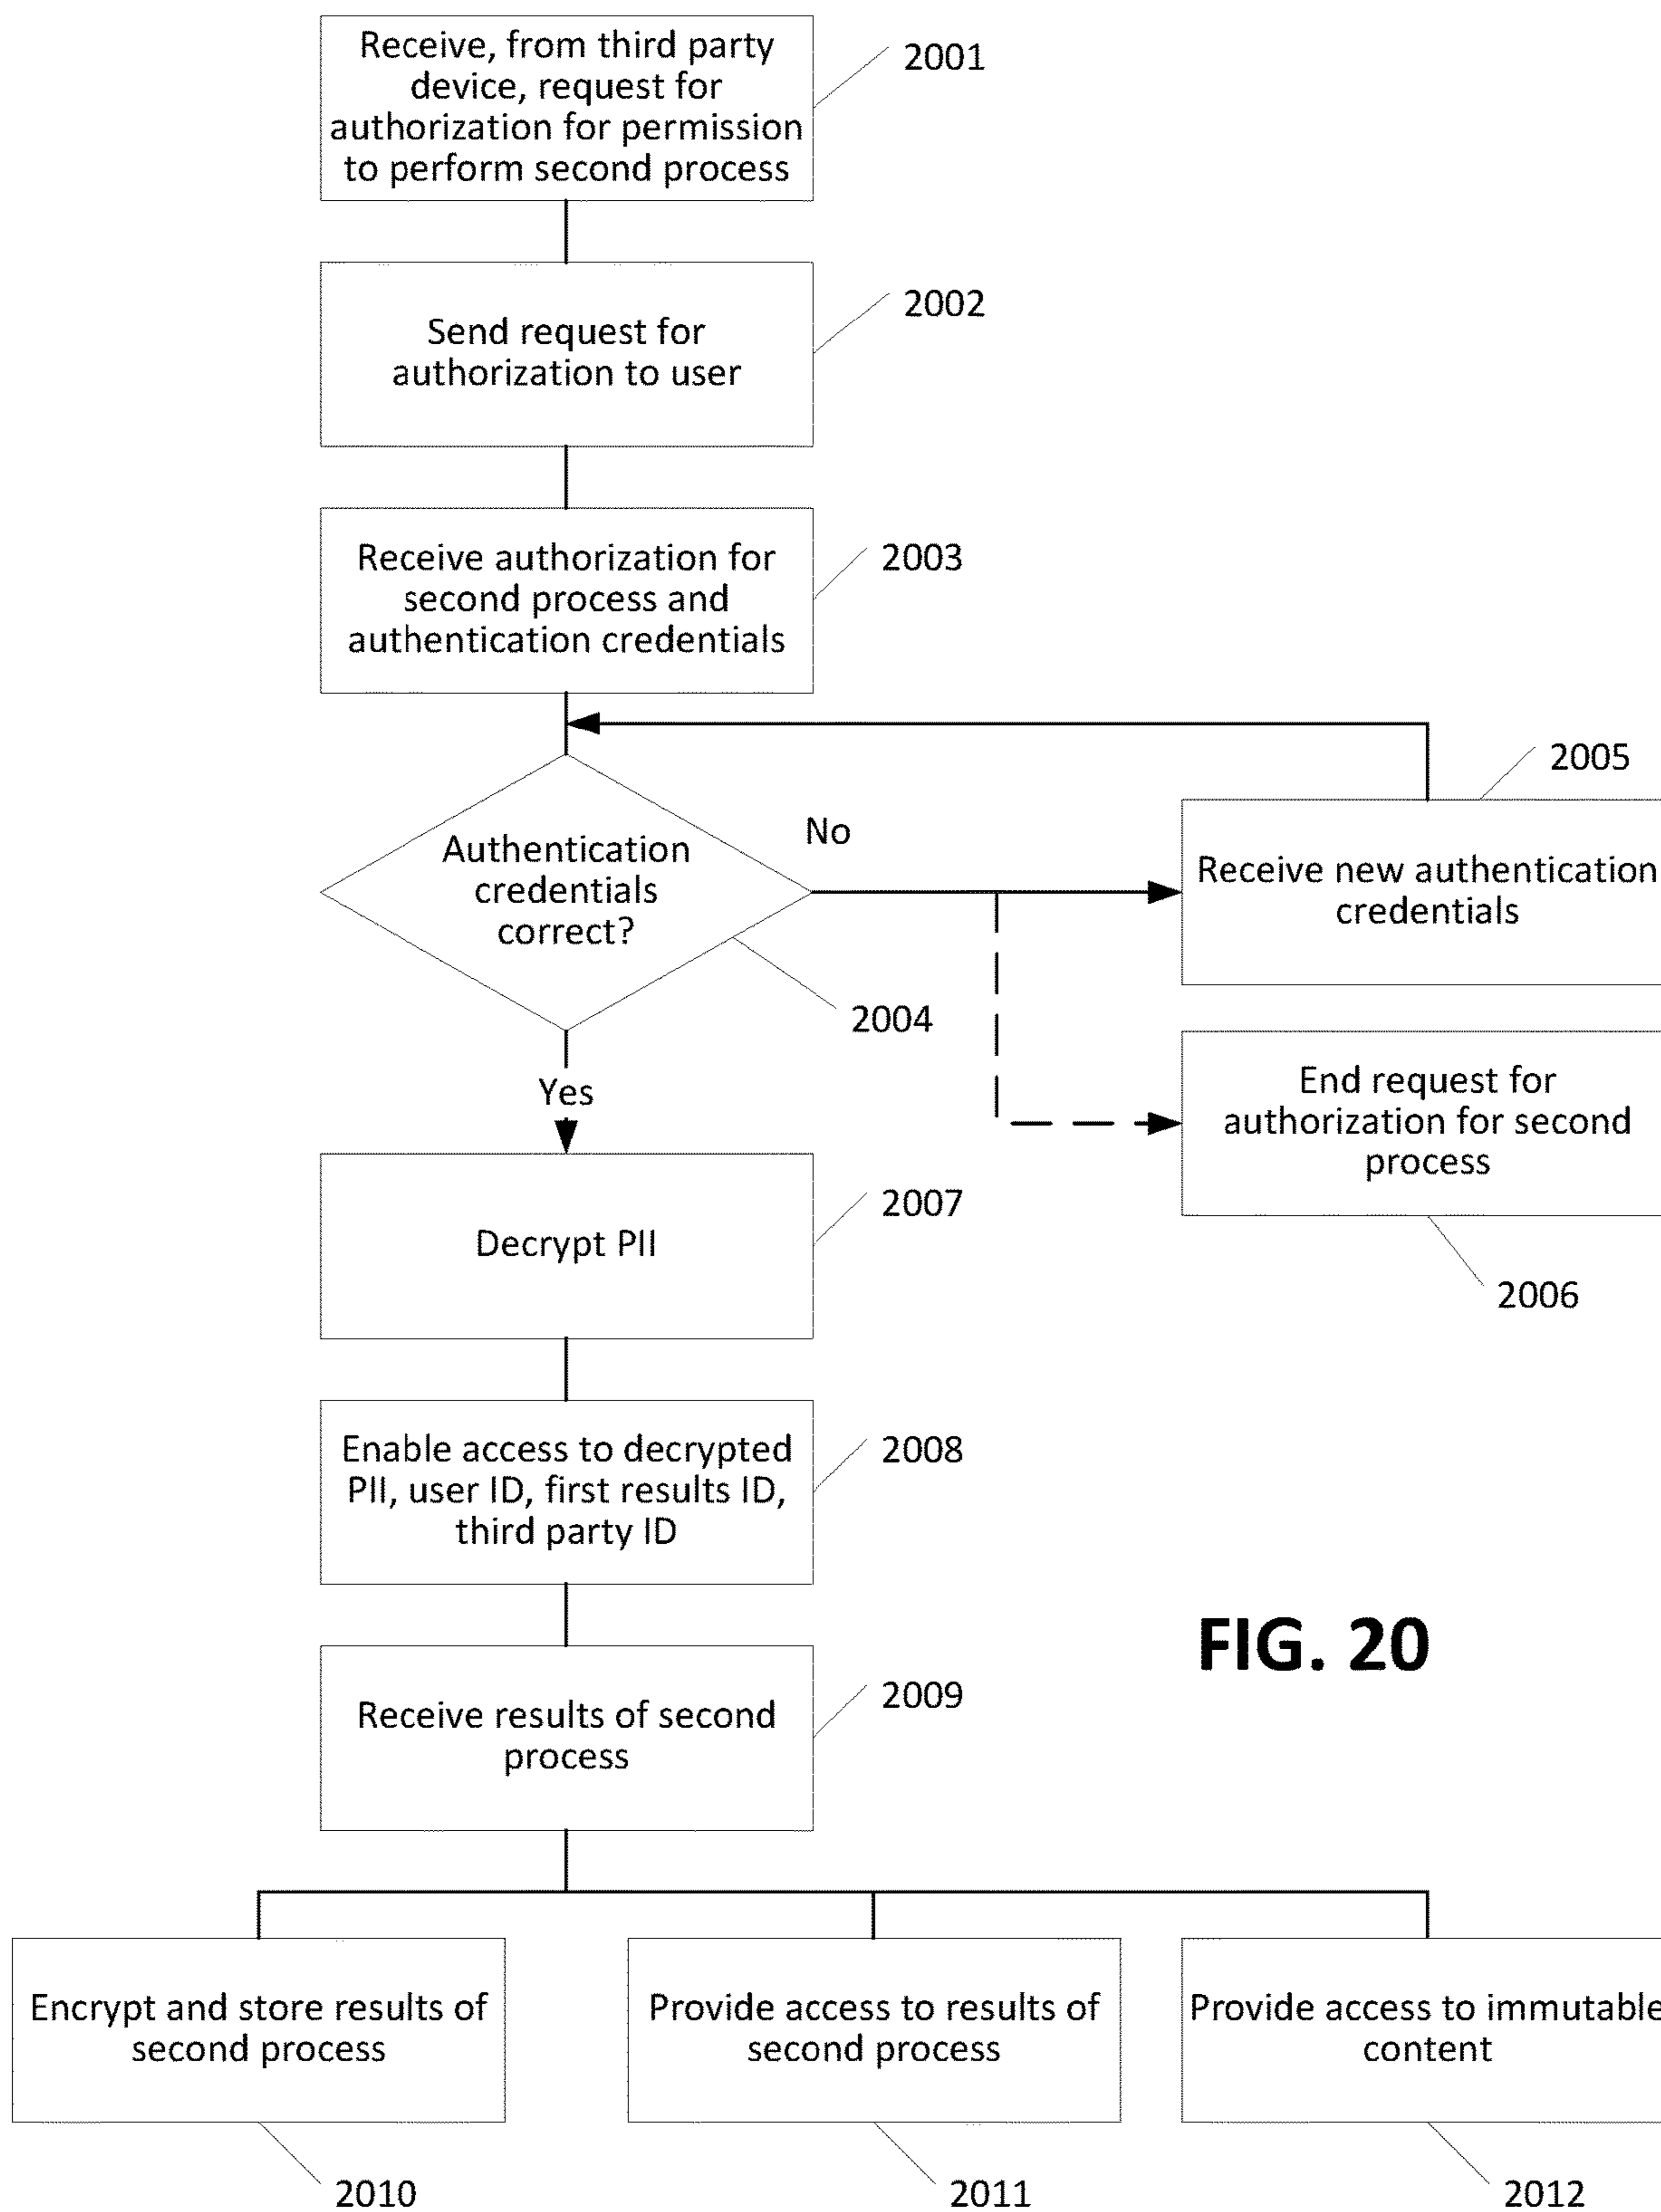 Receive, from third party
device, request for
authorization for permission
to perform second process
2001
Send request for
authorization to user
2002
Receive authorization for
second process and
authentication credentials
2003
Authentication
credentials
correct?
2004
No
Receive new authentication
credentials
2005
End request for
authorization for second
process
2006
Yes
Decrypt PII
2007
Enable access to decrypted
PII, user ID, first results ID,
third party ID
2008
Receive results of second
process
2009
FIG. 20
Encrypt and store results of
second process
2010
Provide access to results of
second process
2011
Provide access to immutable
content
2012